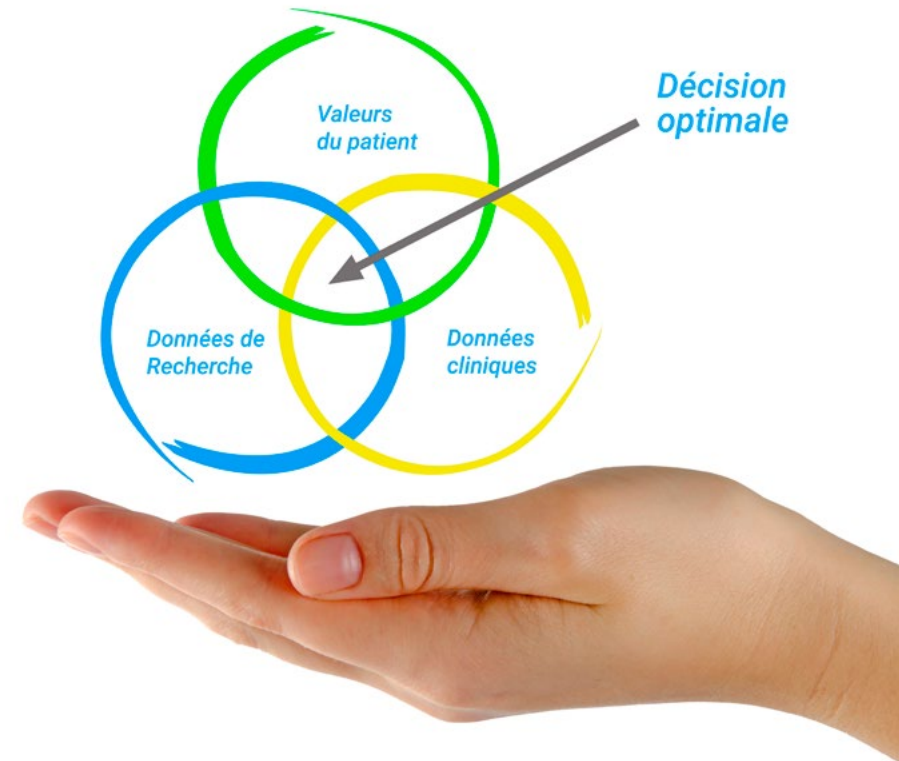 Valeurs
du patient
Décision
optimale
Données de
Recherche
Données
cliniques